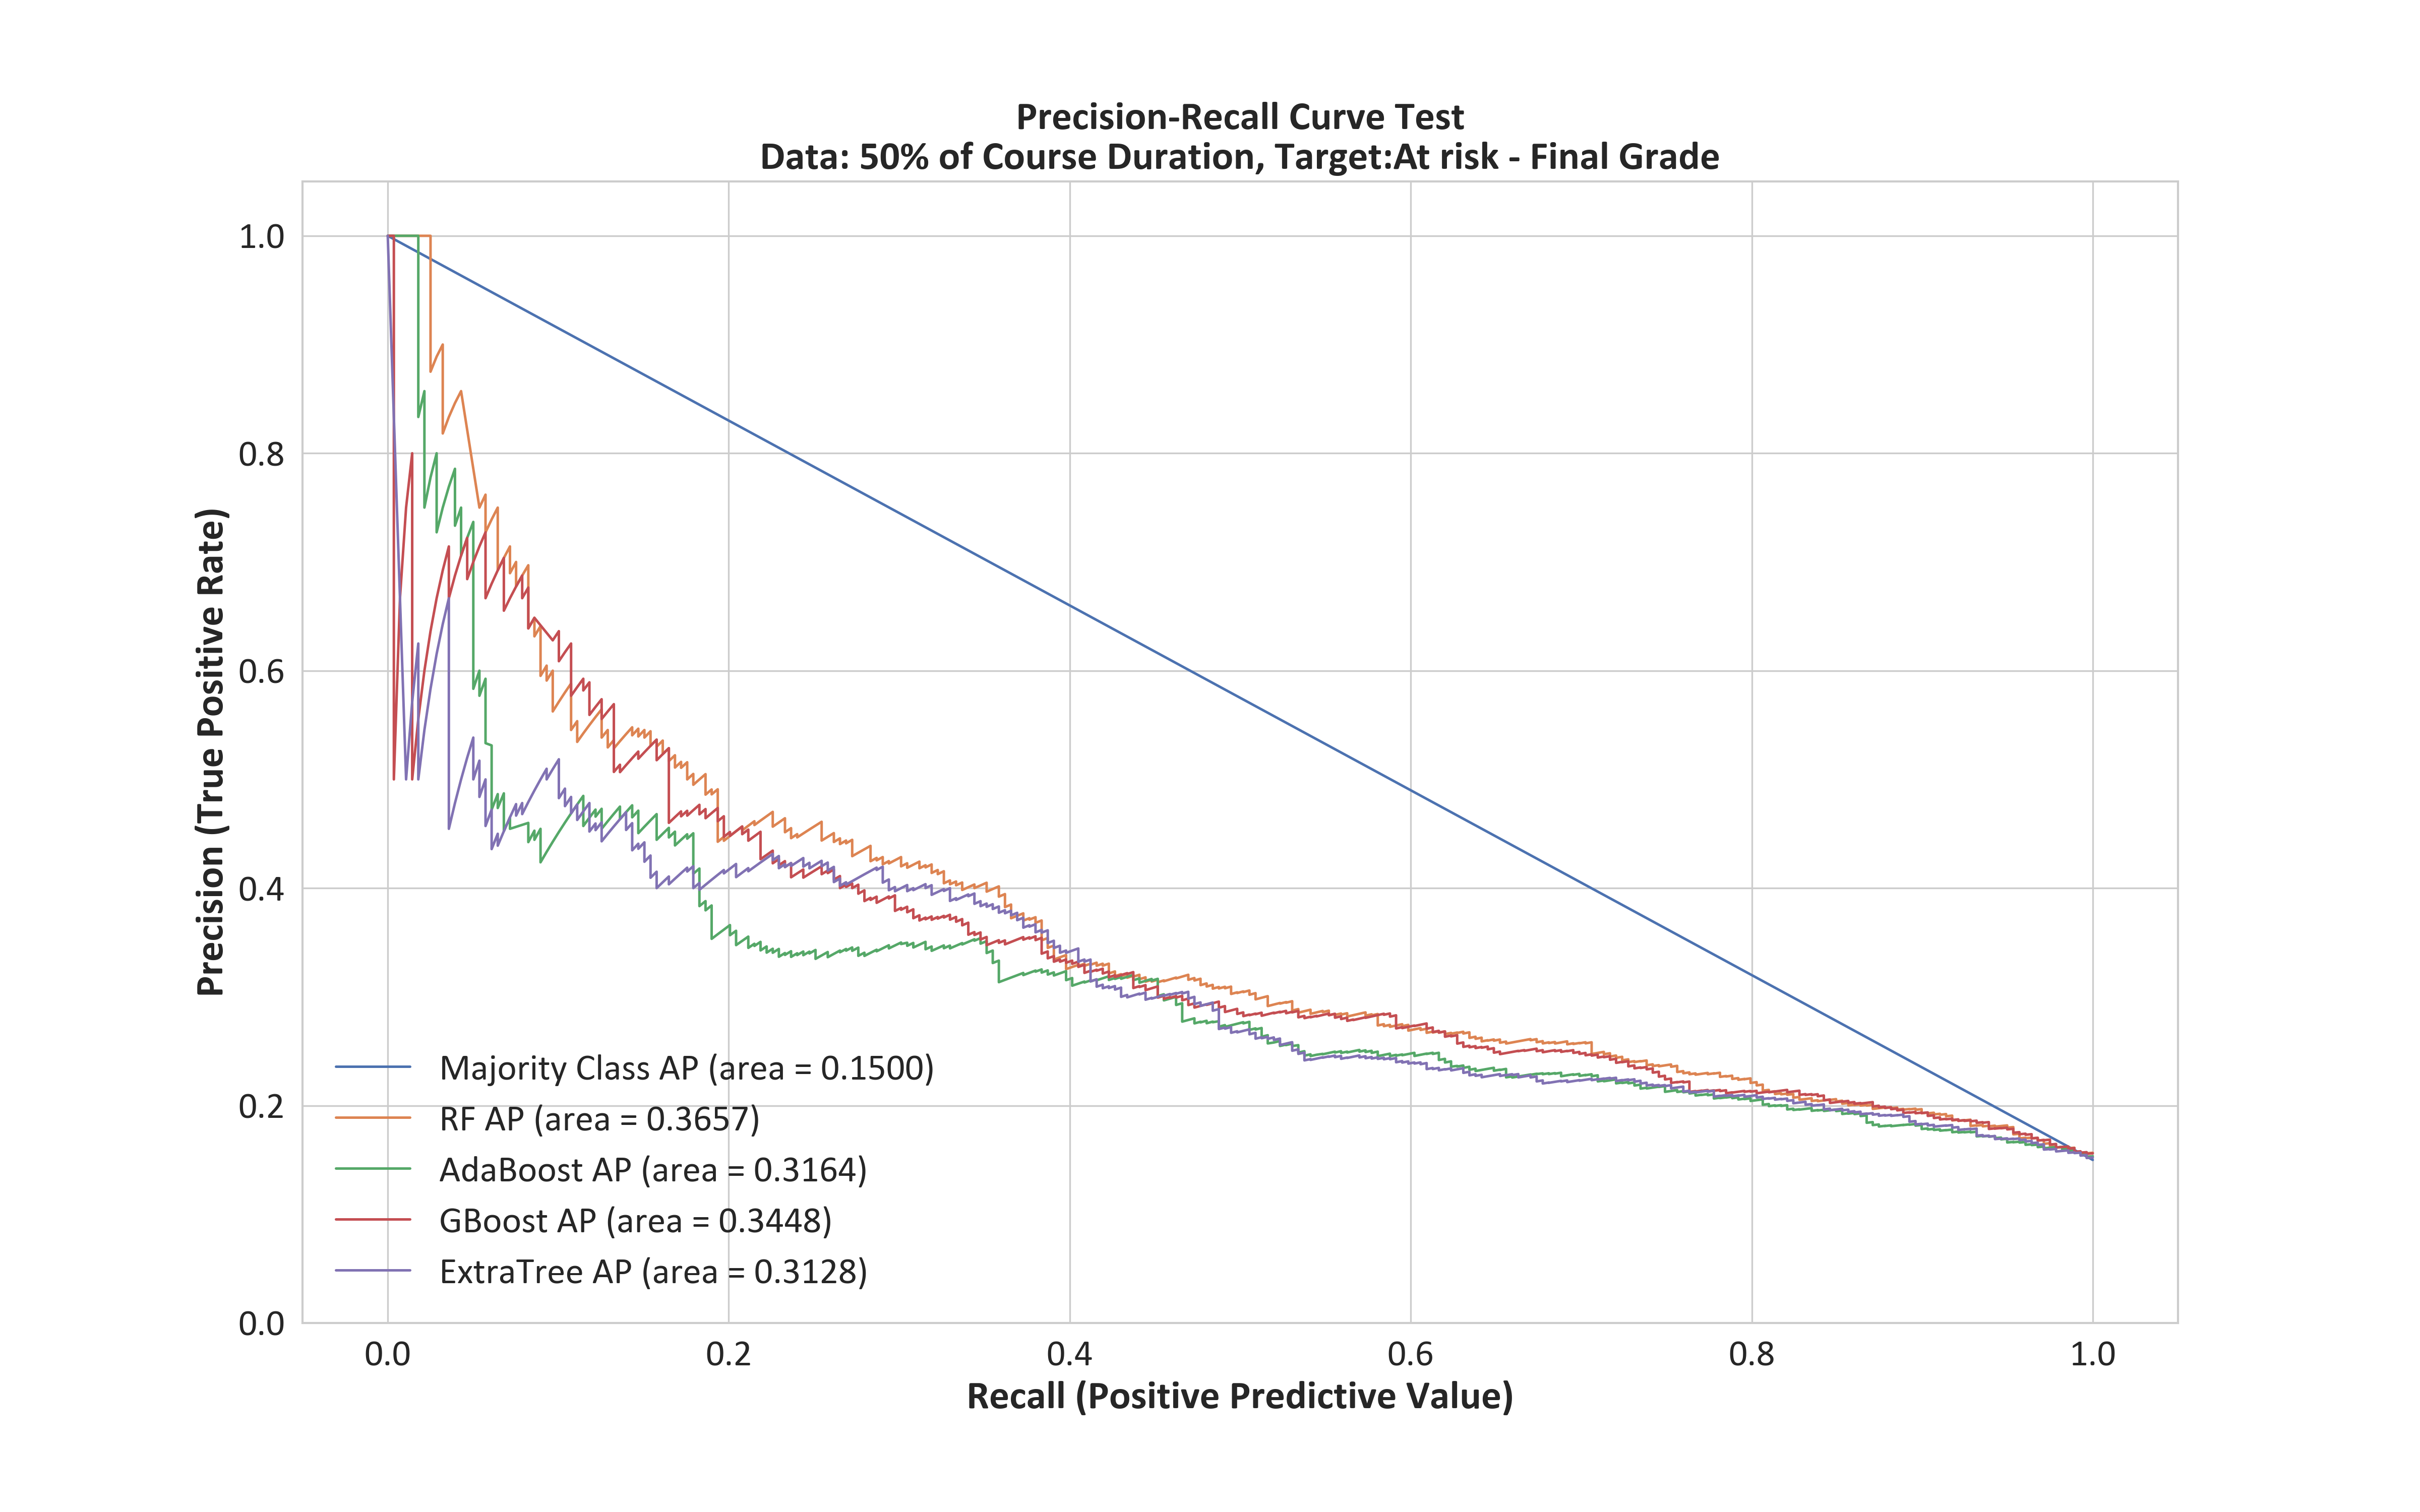 Precision-Recall Curve Test
Data: 50% of Course Duration, Target:At risk - Final Grade
Precision (True Positive Rate)
1.0
0.8
0.6
0.4
0.2
0.0
Majority Class AP (area = 0.1500)
RF AP (area = 0.3657)
AdaBoost AP (area = 0.3164)
GBoost AP (area = 0.3448)
ExtraTree AP (area = 0.3128)
0.0 0.2 0.4 0.6 0.8 1.0
Recall (Positive Predictive Value)